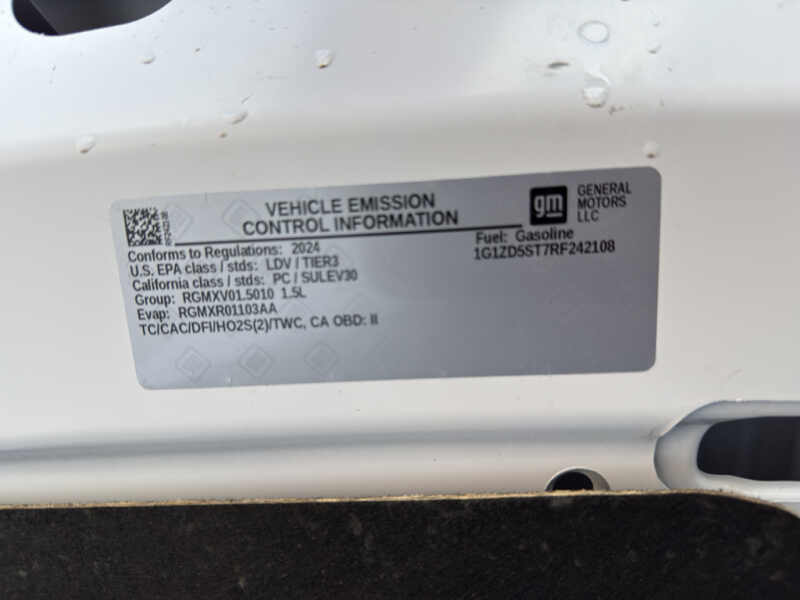 VEHICLE EMISSION
CONTROL INFORMATION
gm
GENERAL
MOTORS
LLC
Conforms to Regulations: 2024
U.S. EPA class / stds: LDV / TIER3
California class / stds: PC / SULEV30
Group: RGMXV01.5010 1.5L
Evap: RGMXR01103AA
TC/CAC/DFI/HO2S(2)/TWC, CA OBD: II
Fuel: Gasoline
1G1ZD5ST7RF242108